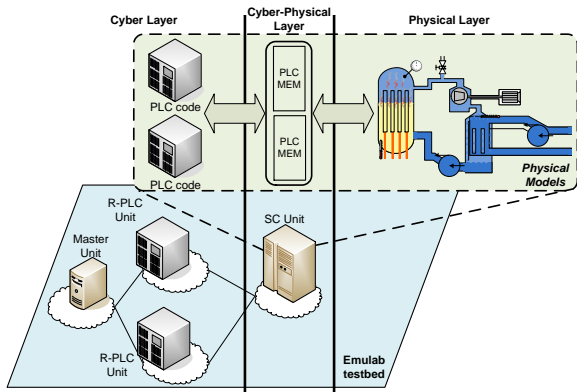 Cyber Layer
Cyber-Physical
Layer
Physical Layer
PLC code
PLC
MEM
PLC code
PLC
MEM
Physical
Models
R-PLC
Unit
SC Unit
Master
Unit
R-PLC
Unit
Emulab
testbed